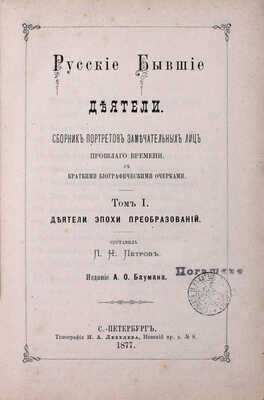 Русскіе Бывшіе
ДѢЯТЕЛИ.
СБОРНИКЪ ПОРТРЕТОВЪ ЗАМѢЧАТЕЛЬНЫХЪ ЛИЦЪ
ПРОШЛАГО ВРЕМЕНИ,
СЪ
КРАТКИМИ БІОГРАФИЧЕСКИМИ ОЧЕРКАМИ.
Томъ I.
ДѢЯТЕЛИ ЭПОХИ ПРЕОБРАЗОВАНІЙ.
СОСТАВИЛЪ
П. Н. Петровъ.
Изданіе А. О. Баумана.
Погашено
С.-ПЕТЕРБУРГЪ.
Типографія И. А. Лебедева, Невскій пр. д. № 8.
1877.